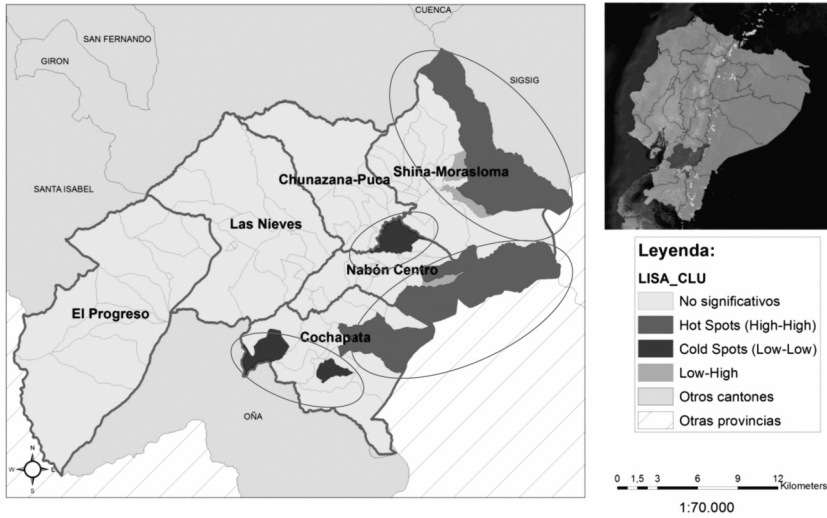 CUENCA
SAN FERNANDO
GIRON
SIGSIG
Shiña-Morasloma
Chunazana-Puca
SANTA ISABEL
Las Nieves
Nabón Centro
El Progreso
Cochapata
OÑA
N
W
E
S
Leyenda:
LISA_CLU
No significativos
Hot Spots (High-High)
Cold Spots (Low-Low)
Low-High
Otros cantones
Otras provincias
0 1,5 3 6 9 12 Kilometers
1:70.000